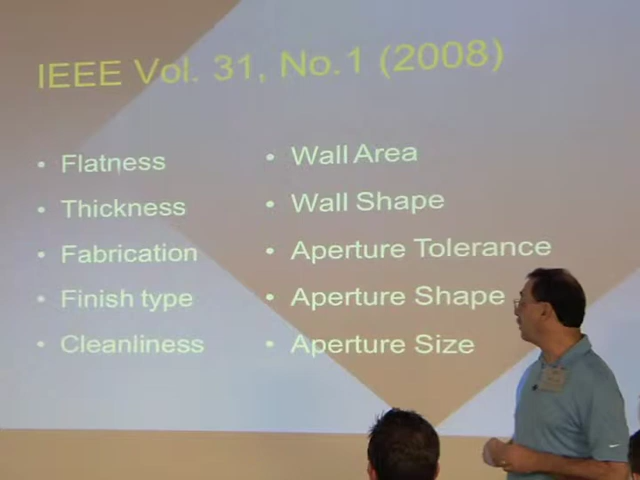 IEEE Vol. 31, No.1 (2008)
• Flatness
• Thickness
• Fabrication
• Finish type
• Cleanliness
• Wall Area
• Wall Shape
• Aperture Tolerance
• Aperture Shape
• Aperture Size